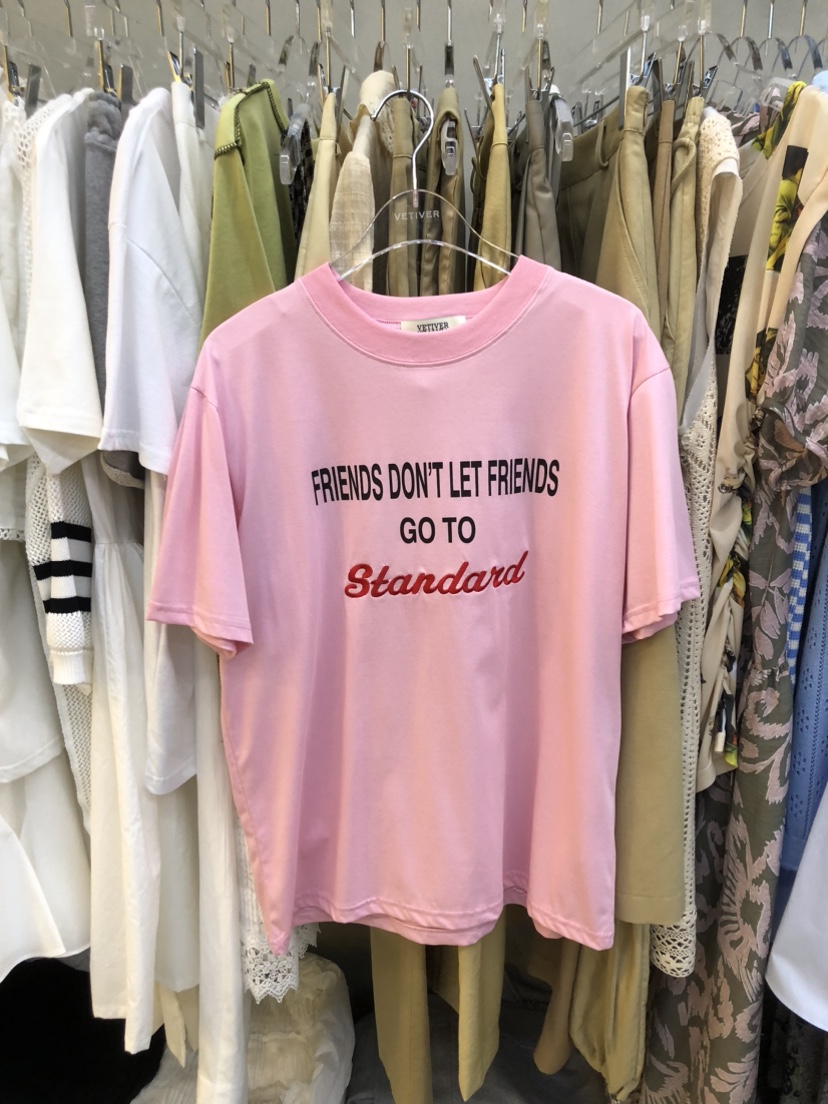 VETIVER
VETIVER
FRIENDS DON'T LET FRIENDS
GO TO
Standard